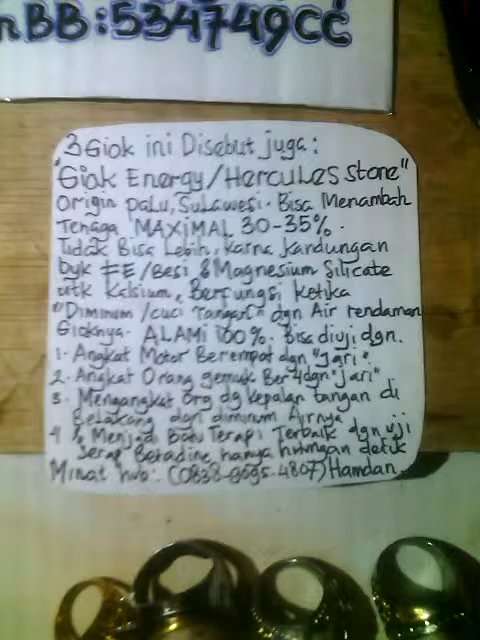 nBB:534749CC
3 Giok ini Disebut juga:
"Giok Energy/Hercules stone"
Origin palu, Sulawesi. Bisa Menambah
Tenaga MAXIMAL 30-35%.
Tidak Bisa Lebih. Karna Kandungan
byk FE/Besi & Magnesium Silicate
utk Kalsium, Berfungsi ketika
"Diminum/cuci Tangan" dgn Air rendaman
Gioknya. ALAMI 100%. Bisa diuji dgn.
1. Angkat Motor Berempat dgn "Jari".
2. Angkat Orang gemuk Ber4 dgn "jari"
3. Mengangkat org dg kepalan tangan di
Belakang dgn diminum Airnya
4 Menjadi Batu Terapi Terbaik dgn uji
serap Betadine, hanya hitungan detik
Minat hub: (0838-9695-4807) Hamdan.